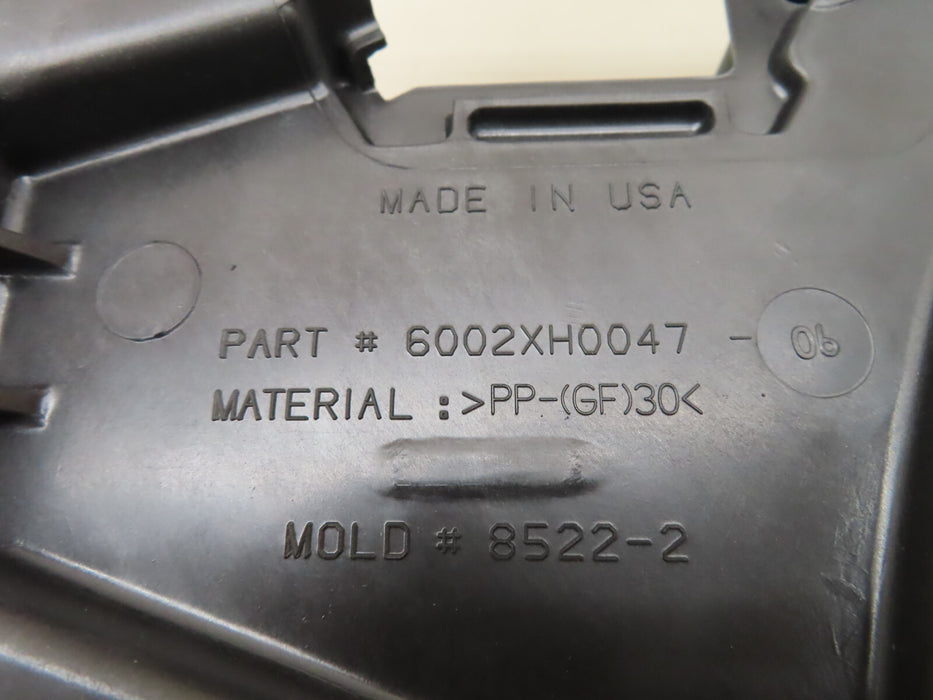 MADE IN USA
PART # 6002XH0047 - 06
MATERIAL :>PP-(GF)30<
MOLD # 8522-2